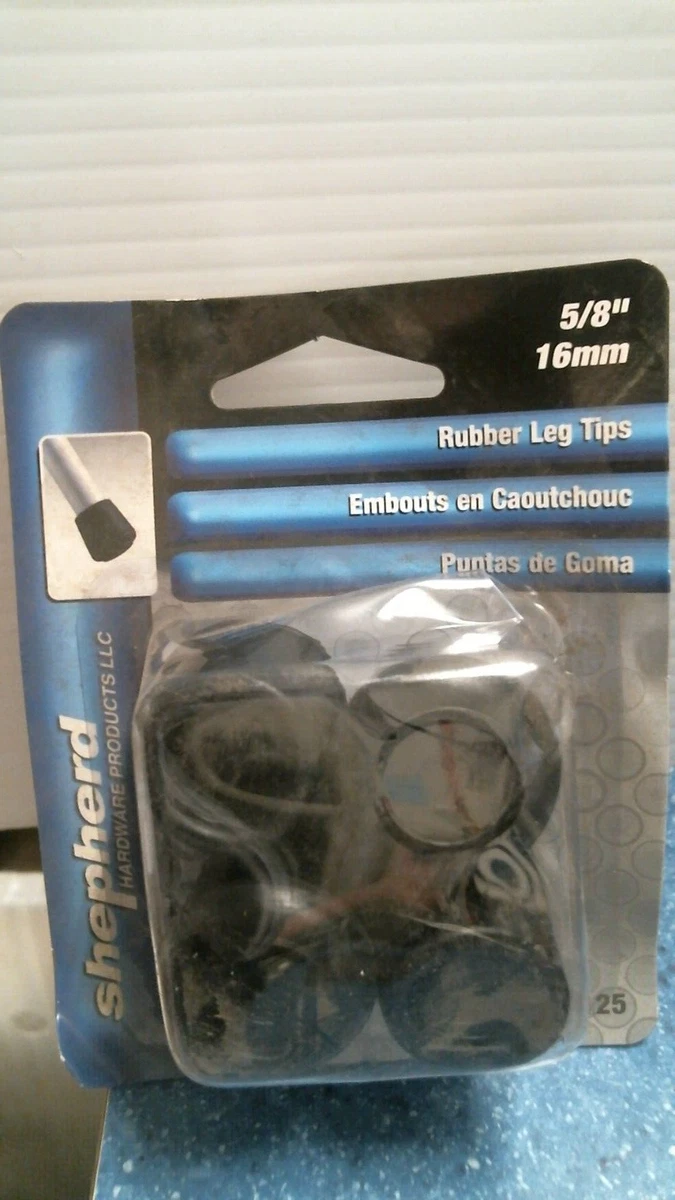 5/8"
16mm
Rubber Leg Tips
Embouts en Caoutchouc
Puntas de Goma
shepherd
HARDWARE PRODUCTS LLC
25